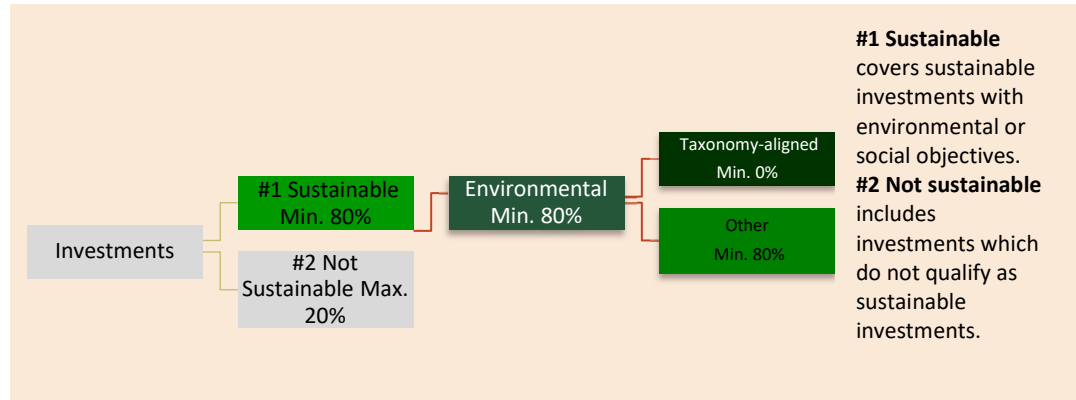 Investments
#1 Sustainable
Min. 80%
#2 Not
Sustainable Max.
20%
Environmental
Min. 80%
Taxonomy-aligned
Min. 0%
Other
Min. 80%
#1 Sustainable
covers sustainable
investments with
environmental or
social objectives.
#2 Not sustainable
includes
investments which
do not qualify as
sustainable
investments.